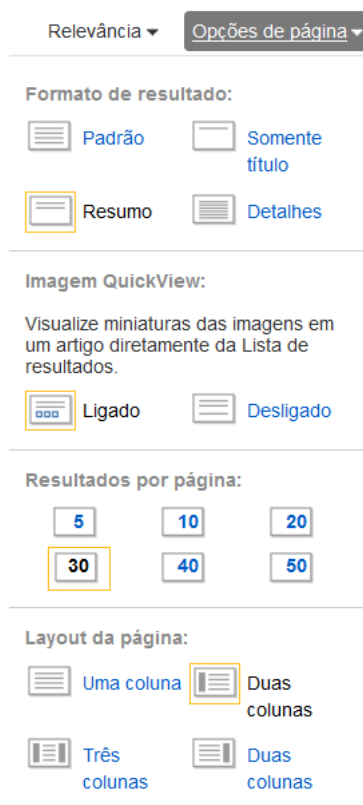 Relevância Opções de página
Formato de resultado:
Padrão Somente
título
Resumo Detalhes
Imagem QuickView:
Visualize miniaturas das imagens em
um artigo diretamente da Lista de
resultados.
Ligado Desligado
Resultados por página:
5 10 20
30 40 50
Layout da página:
Uma coluna Duas
colunas
Três Duas
colunas colunas